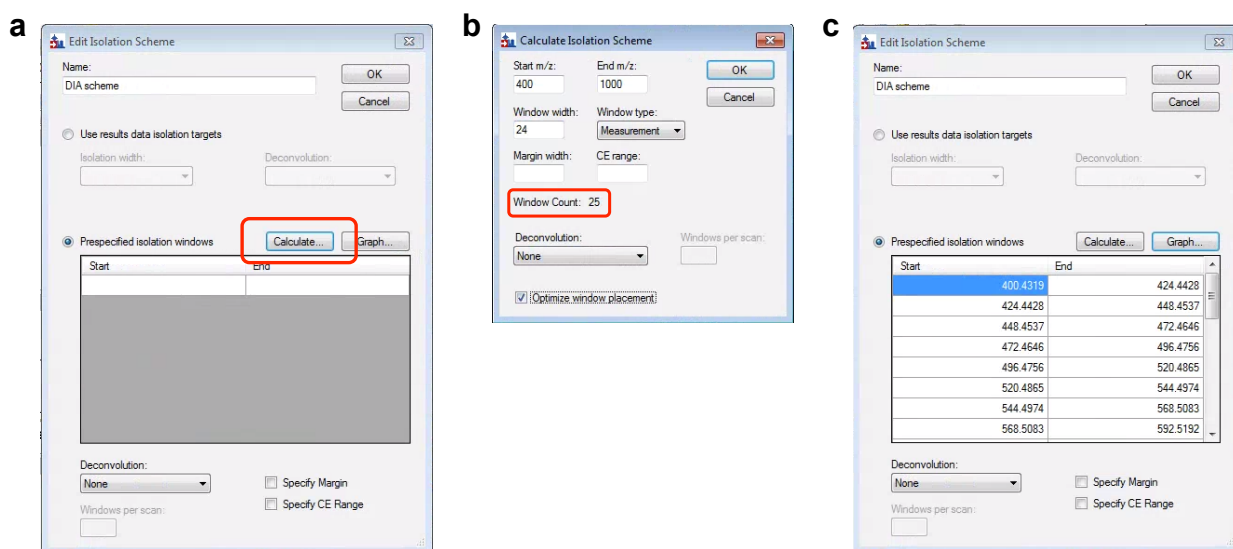 a
Edit Isolation Scheme
Name:
DIA scheme
OK
Cancel
Use results data isolation targets
Isolation width: Deconvolution:
Prespecified isolation windows Calculate... Graph...
Start End
Deconvolution:
None
Specify Margin
Specify CE Range
Windows per scan:
b
Calculate Isolation Scheme
Start m/z: End m/z:
400 1000
OK
Cancel
Window width: Window type:
24 Measurement
Margin width: CE range:
Window Count: 25
Deconvolution: Windows per scan:
None
Optimize window placement
c
Edit Isolation Scheme
Name:
DIA scheme
OK
Cancel
Use results data isolation targets
Isolation width: Deconvolution:
Prespecified isolation windows Calculate... Graph...
Start End
400.4319 424.4428
424.4428 448.4537
448.4537 472.4646
472.4646 496.4756
496.4756 520.4865
520.4865 544.4974
544.4974 568.5083
568.5083 592.5192
Deconvolution:
None
Specify Margin
Specify CE Range
Windows per scan: